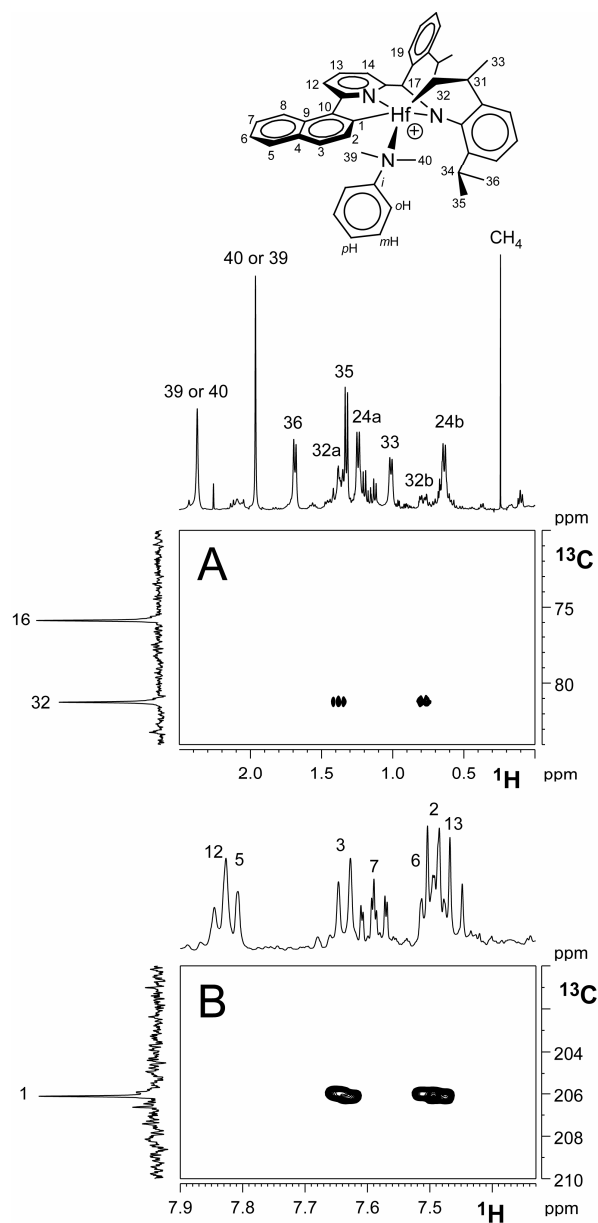 19
33
13
14
12
17
31
32
10
8
9
N
1
Hf
N
7
2
6
4
3
5
N
39
40
34
36
35
i
oH
mH
pH
CH4
40 or 39
39 or 40
35
36
24a
24b
32a
33
32b
ppm
A
13C
16
75
32
80
2.0 1.5 1.0 0.5 1H ppm
2
12
3
13
5
7
6
ppm
B
13C
204
1
206
208
210
7.9 7.8 7.7 7.6 7.5 1H ppm